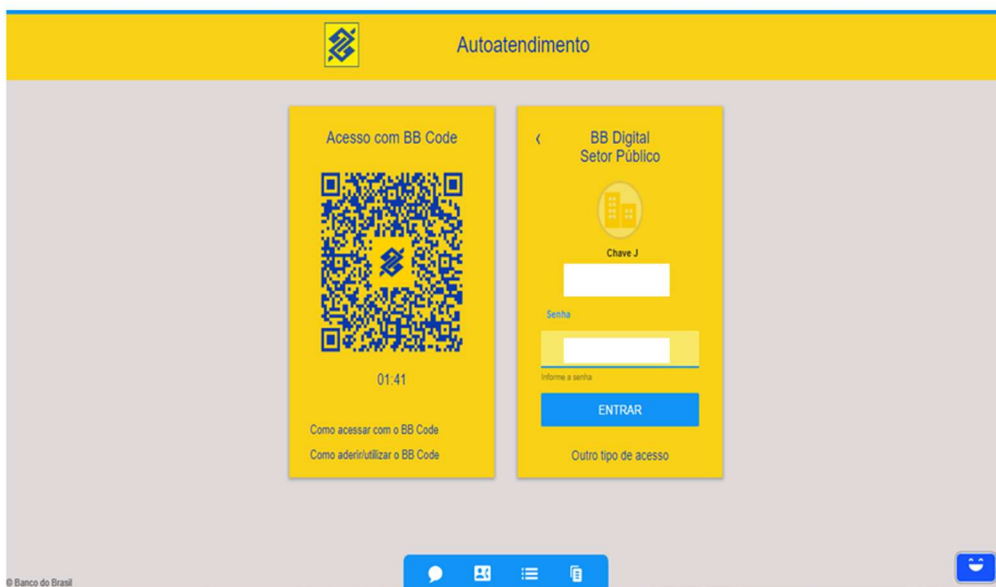 Autoatendimento
Acesso com BB Code
01:41
Como acessar com o BB Code
Como aderir/utilizar o BB Code
BB Digital
Setor Público
Chave J
Senha
Informe a senha
ENTRAR
Outro tipo de acesso
© Banco do Brasil